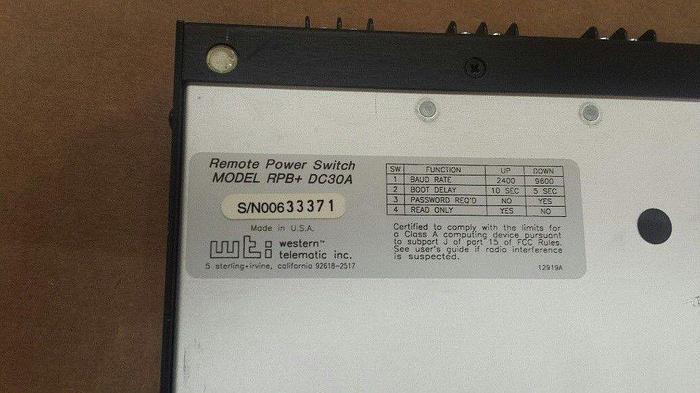 Remote Power Switch
MODEL RPB+ DC30A
S/N00633371
Made in U.S.A.
wti western™
telematic inc.
5 sterling•irvine, california 92618-2517
SW FUNCTION UP DOWN
1 BAUD RATE 2400 9600
2 BOOT DELAY 10 SEC 5 SEC
3 PASSWORD REQ'D NO YES
4 READ ONLY YES NO
Certified to comply with the limits for
a Class A computing device pursuant
to subpart J of part 15 of FCC Rules.
See user's guide if radio interference
is suspected.
12919A